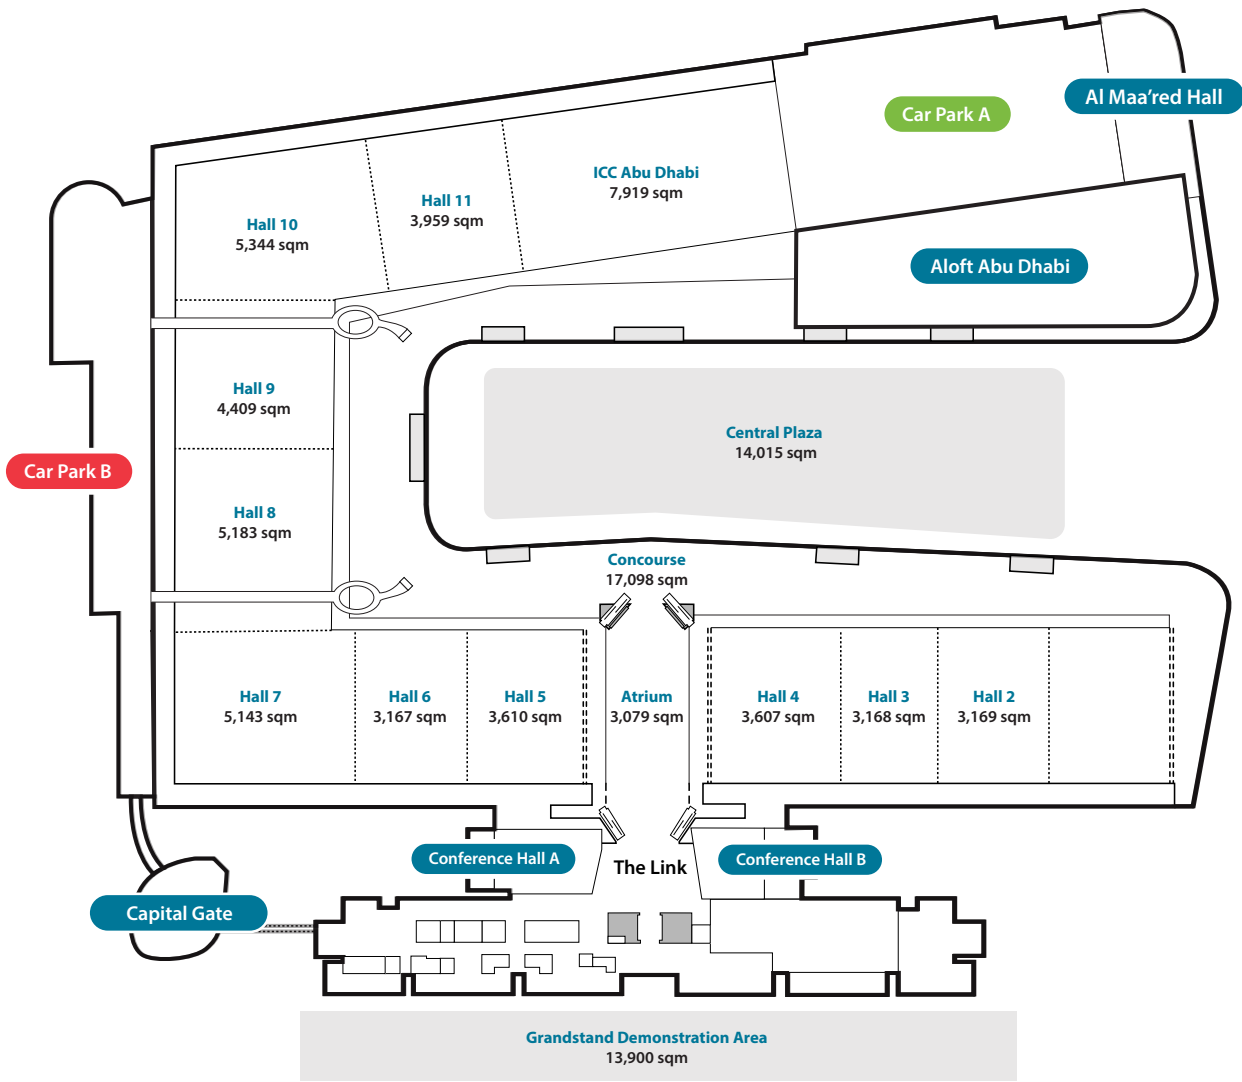 Al Maa'red Hall
Car Park A
ICC Abu Dhabi
7,919 sqm
Hall 11
3,959 sqm
Hall 10
5,344 sqm
Aloft Abu Dhabi
Hall 9
4,409 sqm
Central Plaza
14,015 sqm
Car Park B
Hall 8
5,183 sqm
Concourse
17,098 sqm
Hall 7
5,143 sqm
Hall 6
3,167 sqm
Hall 5
3,610 sqm
Atrium
3,079 sqm
Hall 4
3,607 sqm
Hall 3
3,168 sqm
Hall 2
3,169 sqm
Conference Hall A
The Link
Conference Hall B
Capital Gate
Grandstand Demonstration Area
13,900 sqm